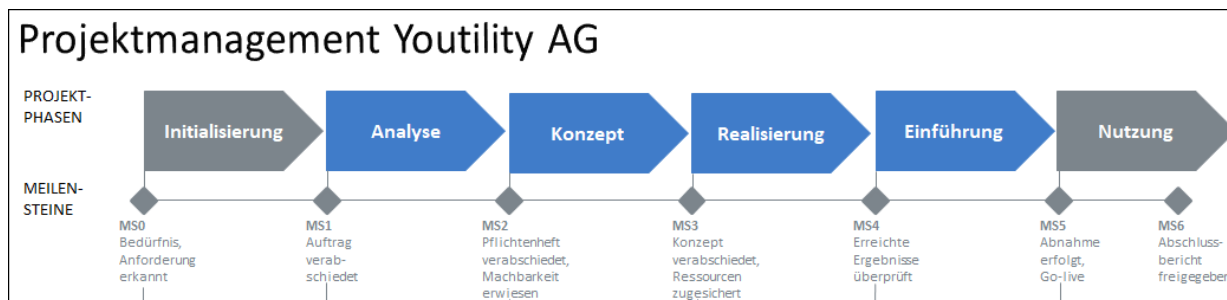 Projektmanagement Youtility AG
PROJEKT-
PHASEN
Initialisierung
Analyse
Konzept
Realisierung
Einführung
Nutzung
MEILEN-
STEINE
MS0
Bedürfnis,
Anforderung
erkannt
MS1
Auftrag
verab-
schiedet
MS2
Pflichtenheft
verabschiedet,
Machbarkeit
erwiesen
MS3
Konzept
verabschiedet,
Ressourcen
zugesichert
MS4
Erreichte
Ergebnisse
überprüft
MS5
Abnahme
erfolgt,
Go-live
MS6
Abschluss-
bericht
freigegeben